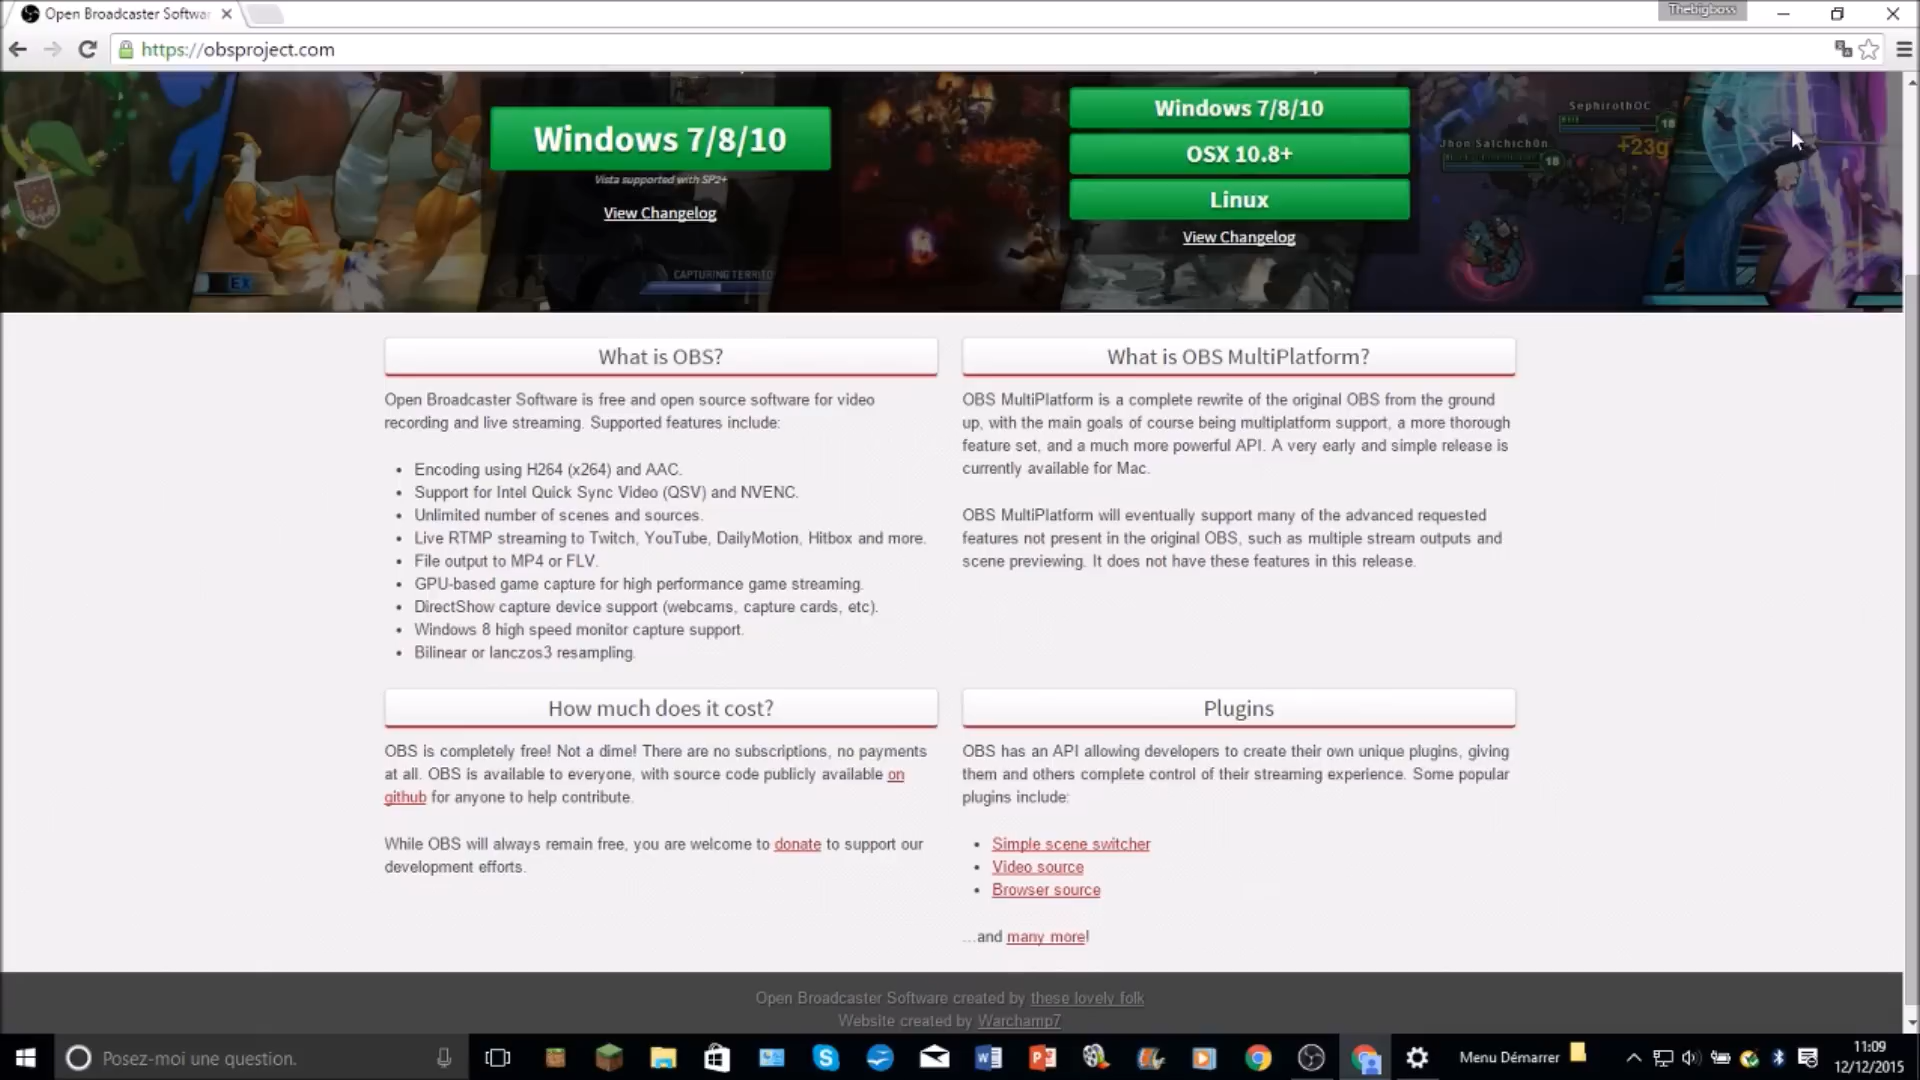 Open Broadcaster Softwar
Thebigboss
https://obsproject.com
Windows 7/8/10
Vista supported with SP2+
View Changelog
Windows 7/8/10
OSX 10.8+
Linux
View Changelog
SephirothOC
18
Jhon Salchich0n
18
+23g
EX
CAPTURING TERRITO
What is OBS?
Open Broadcaster Software is free and open source software for video
recording and live streaming. Supported features include:
• Encoding using H264 (x264) and AAC.
• Support for Intel Quick Sync Video (QSV) and NVENC.
• Unlimited number of scenes and sources.
• Live RTMP streaming to Twitch, YouTube, DailyMotion, Hitbox and more.
• File output to MP4 or FLV.
• GPU-based game capture for high performance game streaming.
• DirectShow capture device support (webcams, capture cards, etc).
• Windows 8 high speed monitor capture support.
• Bilinear or lanczos3 resampling.
What is OBS MultiPlatform?
OBS MultiPlatform is a complete rewrite of the original OBS from the ground
up, with the main goals of course being multiplatform support, a more thorough
feature set, and a much more powerful API. A very early and simple release is
currently available for Mac.
OBS MultiPlatform will eventually support many of the advanced requested
features not present in the original OBS, such as multiple stream outputs and
scene previewing. It does not have these features in this release.
How much does it cost?
OBS is completely free! Not a dime! There are no subscriptions, no payments
at all. OBS is available to everyone, with source code publicly available on
github for anyone to help contribute.
While OBS will always remain free, you are welcome to donate to support our
development efforts.
Plugins
OBS has an API allowing developers to create their own unique plugins, giving
them and others complete control of their streaming experience. Some popular
plugins include:
• Simple scene switcher
• Video source
• Browser source
...and many more!
Open Broadcaster Software created by these lovely folk
Website created by Warchamp7
Posez-moi une question.
Menu Démarrer
11:09
12/12/2015